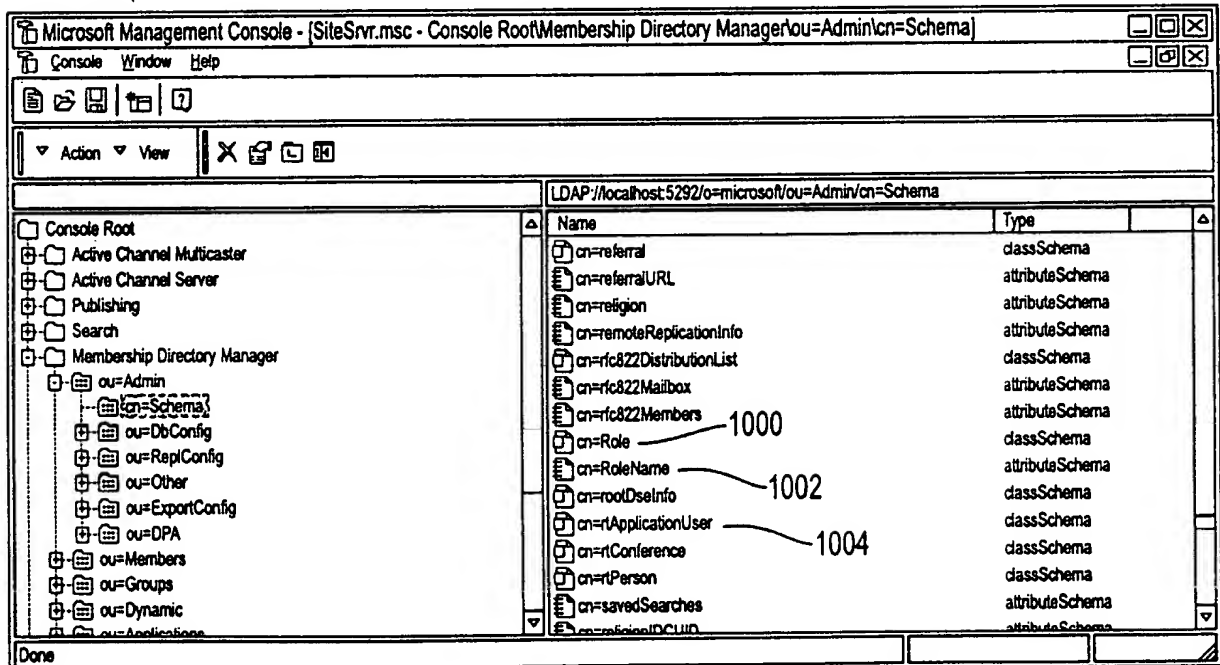 Microsoft Management Console - [SiteSrvr.msc - Console Root\Membership Directory Manager\ou=Admin\cn=Schema]
Console Window Help
Action View
LDAP://localhost:5292/o=microsoft/ou=Admin/cn=Schema
Console Root
Active Channel Multicaster
Active Channel Server
Publishing
Search
Membership Directory Manager
ou=Admin
cn=Schema
ou=DbConfig
ou=ReplConfig
ou=Other
ou=ExportConfig
ou=DPA
ou=Members
ou=Groups
ou=Dynamic
ou=Applications
Name Type
cn=referral classSchema
cn=referralURL attributeSchema
cn=religion attributeSchema
cn=remoteReplicationInfo attributeSchema
cn=rfc822DistributionList classSchema
cn=rfc822Mailbox attributeSchema
cn=rfc822Members attributeSchema
cn=Role 1000 classSchema
cn=RoleName 1002 attributeSchema
cn=rootDseInfo classSchema
cn=rtApplicationUser 1004 classSchema
cn=rtConference classSchema
cn=rtPerson classSchema
cn=savedSearches attributeSchema
attributeSchema
Done